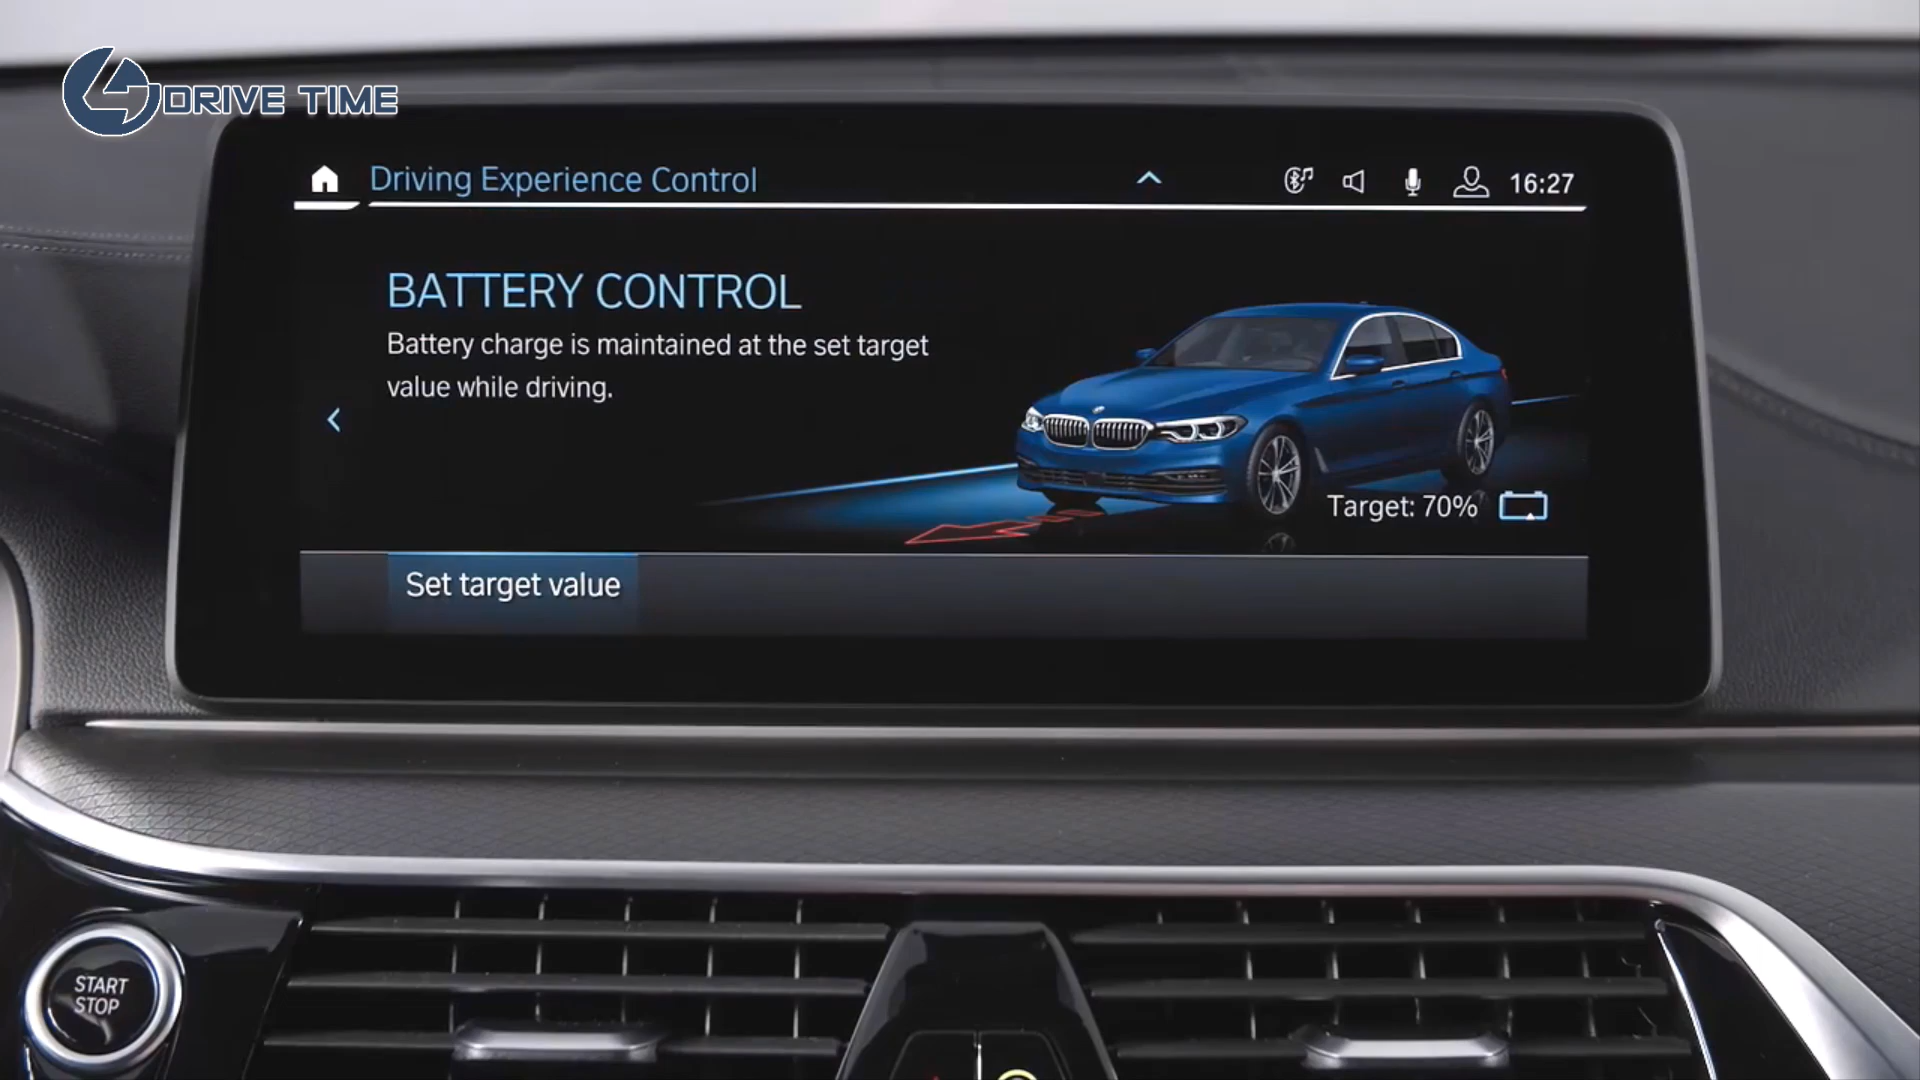 DRIVE TIME
Driving Experience Control
16:27
BATTERY CONTROL
Battery charge is maintained at the set target
value while driving.
Target: 70%
Set target value
START
STOP